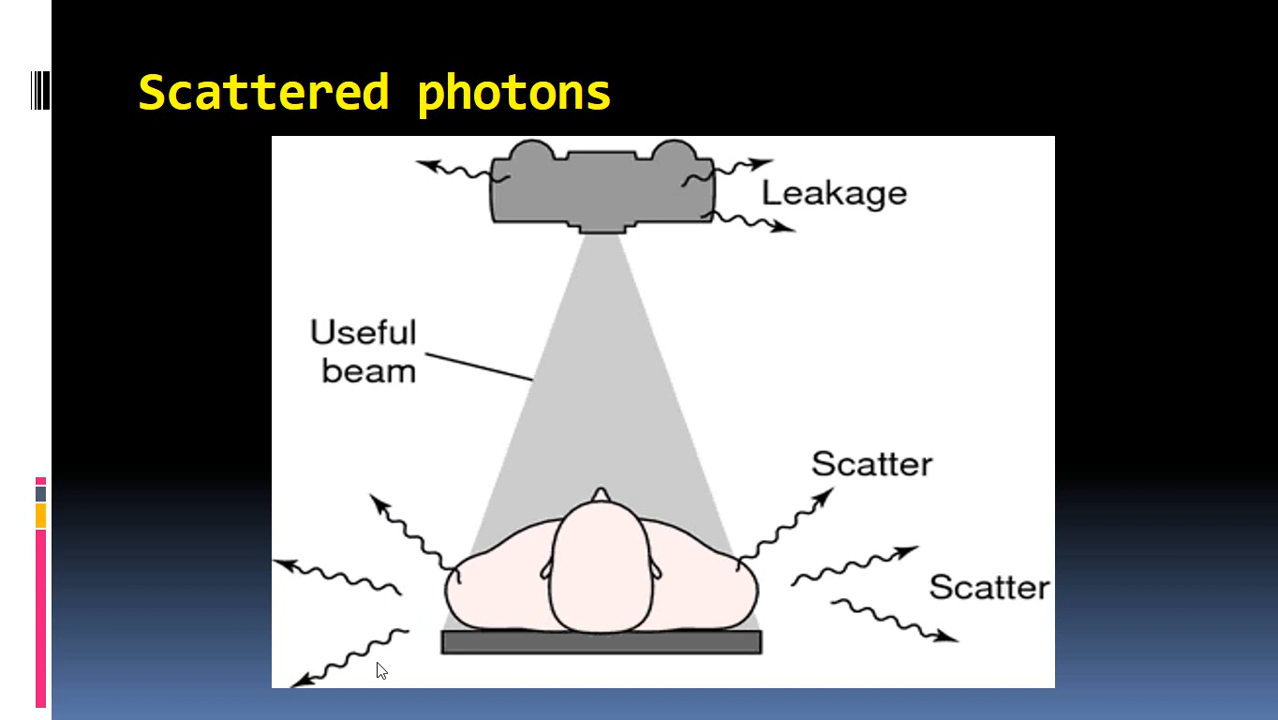 Scattered photons
Leakage
Useful
beam
Scatter
Scatter